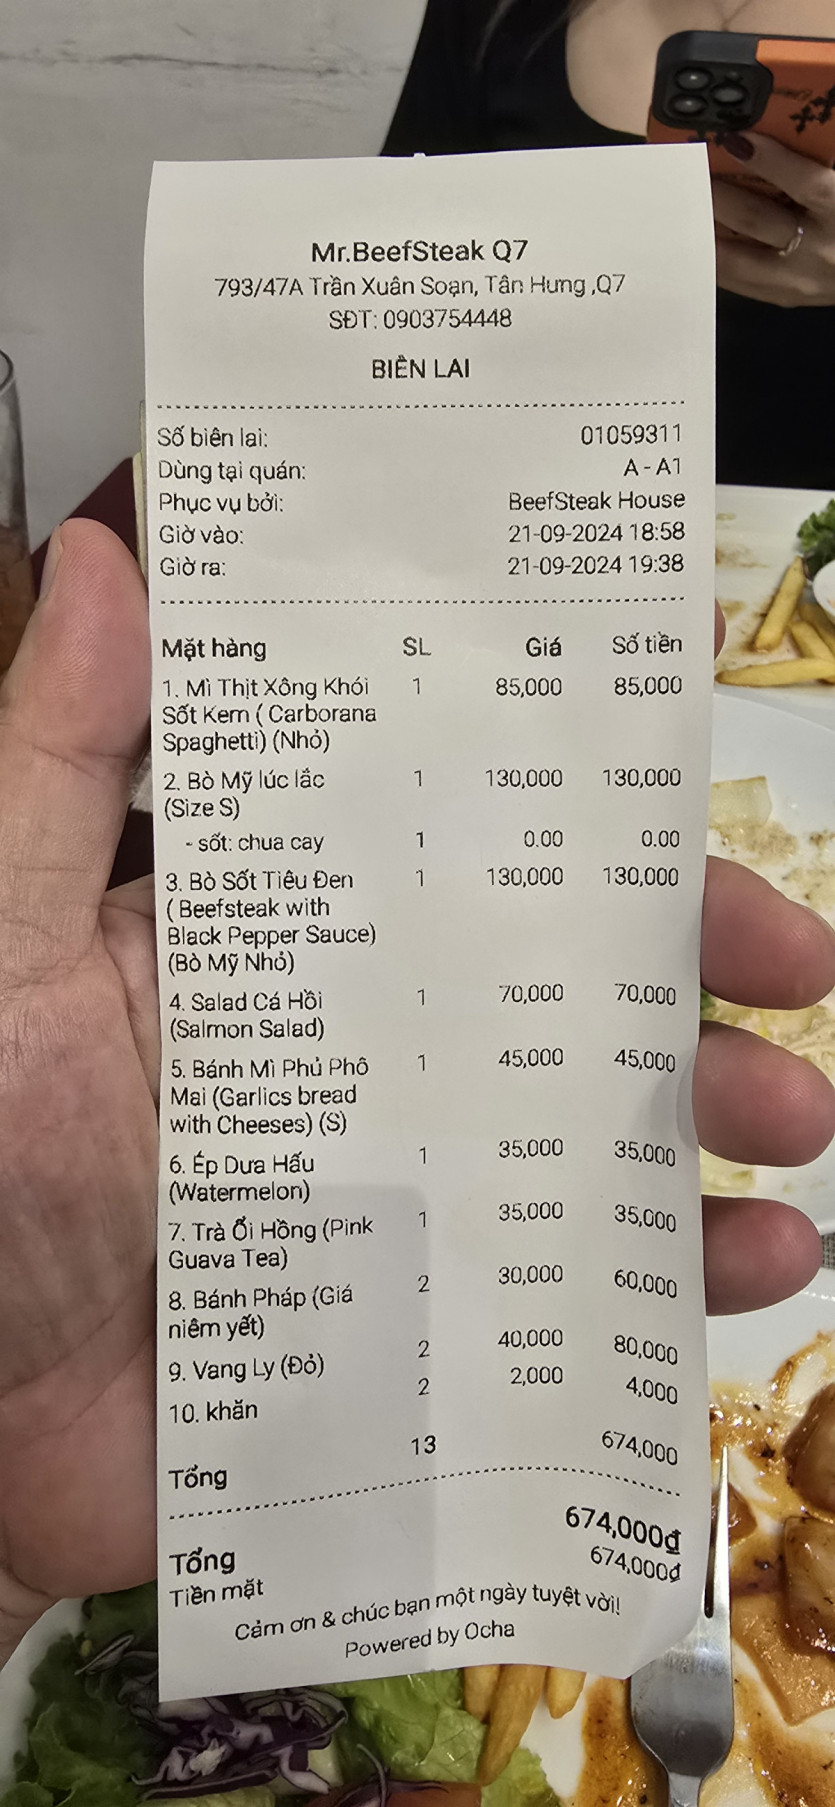 Mr.BeefSteak Q7
793/47A Trần Xuân Soạn, Tân Hưng ,Q7
SĐT: 0903754448
BIÊN LAI
Số biên lai: 01059311
Dùng tại quán: A - A1
Phục vụ bởi: BeefSteak House
Giờ vào: 21-09-2024 18:58
Giờ ra: 21-09-2024 19:38
Mặt hàng SL Giá Số tiền
1. Mì Thịt Xông Khói 1 85,000 85,000
Sốt Kem ( Carborana
Spaghetti) (Nhỏ)
2. Bò Mỹ lúc lắc 1 130,000 130,000
(Size S)
- sốt: chua cay 1 0.00 0.00
3. Bò Sốt Tiêu Đen 1 130,000 130,000
( Beefsteak with
Black Pepper Sauce)
(Bò Mỹ Nhỏ)
4. Salad Cá Hồi 1 70,000 70,000
(Salmon Salad)
5. Bánh Mì Phủ Phô 1 45,000 45,000
Mai (Garlics bread
with Cheeses) (S)
6. Ép Dưa Hấu 1 35,000 35,000
(Watermelon)
7. Trà Ổi Hồng (Pink 1 35,000 35,000
Guava Tea)
8. Bánh Pháp (Giá 2 30,000 60,000
niêm yết)
9. Vang Ly (Đỏ) 2 40,000 80,000
10. khăn 2 2,000 4,000
Tổng 13 674,000
Tổng 674,000đ
Tiền mặt 674,000đ
Cảm ơn & chúc bạn một ngày tuyệt vời!
Powered by Ocha